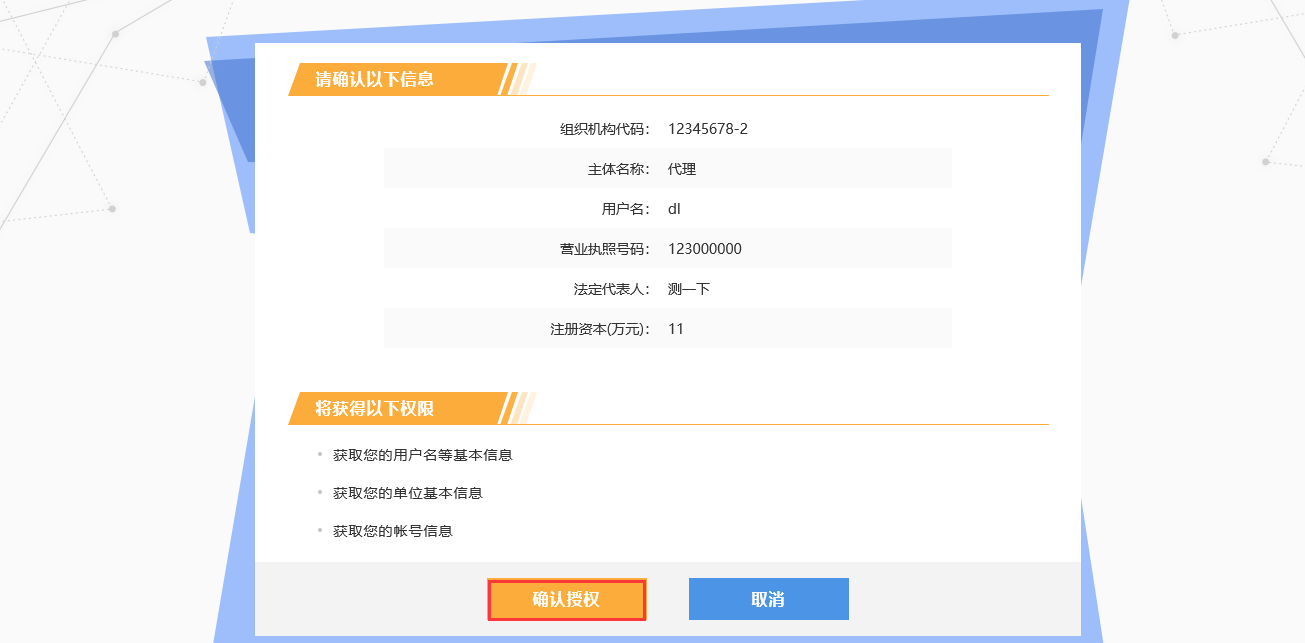 请确认以下信息
组织机构代码： 12345678-2
主体名称： 代理
用户名： dl
营业执照号码： 123000000
法定代表人： 测一下
注册资本(万元)： 11
将获得以下权限
• 获取您的用户名等基本信息
• 获取您的单位基本信息
• 获取您的帐号信息
确认授权 取消